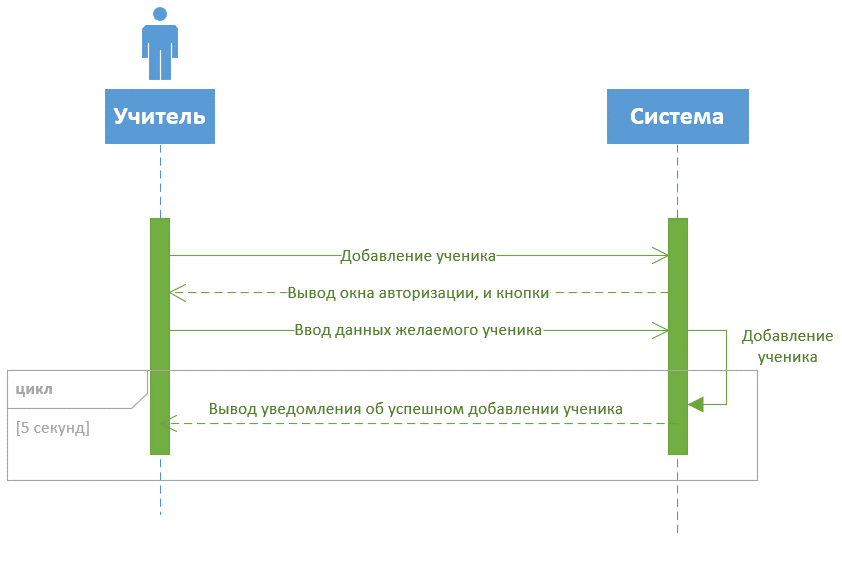 Учитель
Система
Добавление ученика
Вывод окна авторизации, и кнопки
Ввод данных желаемого ученика
Добавление
ученика
цикл
Вывод уведомления об успешном добавлении ученика
[5 секунд]